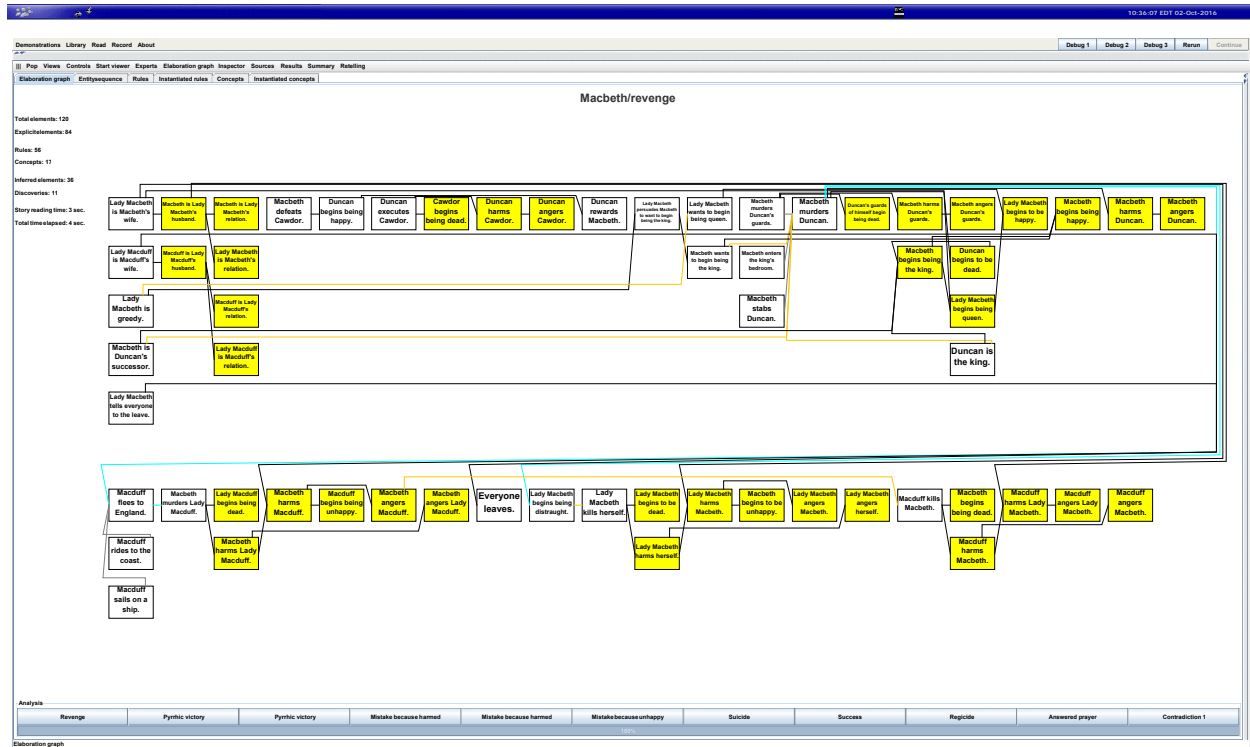 10:36:07 EDT 02-Oct-2016
Demonstrations Library Read Record About
Debug 1 Debug 2 Debug 3 Rerun Continue
Pop Views Controls Start viewer Experts Elaboration graph Inspector Sources Results Summary Retelling
Elaboration graph Entitysequence Rules Instantiated rules Concepts Instantiated concepts
Macbeth/revenge
Total elements: 120
Explicit elements: 84
Rules: 56
Concepts: 17
Inferred elements: 36
Discoveries: 11
Story reading time: 3 sec.
Total time elapsed: 4 sec.
Lady Macbeth
is Macbeth's
wife.
Macbeth is Lady
Macbeth's
husband.
Macbeth is Lady
Macbeth's
relation.
Macbeth
defeats
Cawdor.
Duncan
begins being
happy.
Duncan
executes
Cawdor.
Cawdor
begins
being dead.
Duncan
harms
Cawdor.
Duncan
angers
Cawdor.
Duncan
rewards
Macbeth.
Lady Macbeth
persuades Macbeth
to want to begin
being the king.
Lady Macbeth
wants to begin
being queen.
Macbeth
murders
Duncan's
guards.
Macbeth
murders
Duncan.
Duncan's guards
of himself begin
being dead.
Macbeth harms
Duncan's
guards.
Macbeth angers
Duncan's
guards.
Lady Macbeth
begins to be
happy.
Macbeth
begins being
happy.
Macbeth
harms
Duncan.
Macbeth
angers
Duncan.
Lady Macduff
is Macduff's
wife.
Macduff is Lady
Macduff's
husband.
Lady Macbeth
is Macbeth's
relation.
Macbeth wants
to begin being
the king.
Macbeth enters
the king's
bedroom.
Macbeth
begins being
the king.
Duncan
begins to be
dead.
Lady
Macbeth is
greedy.
Macduff is Lady
Macduff's
relation.
Macbeth
stabs
Duncan.
Lady Macbeth
begins being
queen.
Macbeth is
Duncan's
successor.
Lady Macduff
is Macduff's
relation.
Duncan is
the king.
Lady Macbeth
tells everyone
to the leave.
Macduff
flees to
England.
Macbeth
murders Lady
Macduff.
Lady Macduff
begins being
dead.
Macbeth
harms
Macduff.
Macduff
begins being
unhappy.
Macbeth
angers
Macduff.
Macbeth
angers Lady
Macduff.
Everyone
leaves.
Lady Macbeth
begins being
distraught.
Lady
Macbeth
kills herself.
Lady Macbeth
begins to be
dead.
Lady Macbeth
harms
Macbeth.
Macbeth
begins to be
unhappy.
Lady Macbeth
angers
Macbeth.
Lady Macbeth
angers
herself.
Macduff kills
Macbeth.
Macbeth
begins
being dead.
Macduff
harms Lady
Macbeth.
Macduff
angers Lady
Macbeth.
Macduff
angers
Macbeth.
Macduff
rides to the
coast.
Macbeth
harms Lady
Macduff.
Lady Macbeth
harms herself.
Macduff
harms
Macbeth.
Macduff
sails on a
ship.
Analysis
Revenge Pyrrhic victory Pyrrhic victory Mistake because harmed Mistake because harmed Mistake because unhappy Suicide Success Regicide Answered prayer Contradiction 1
100%
Elaboration graph